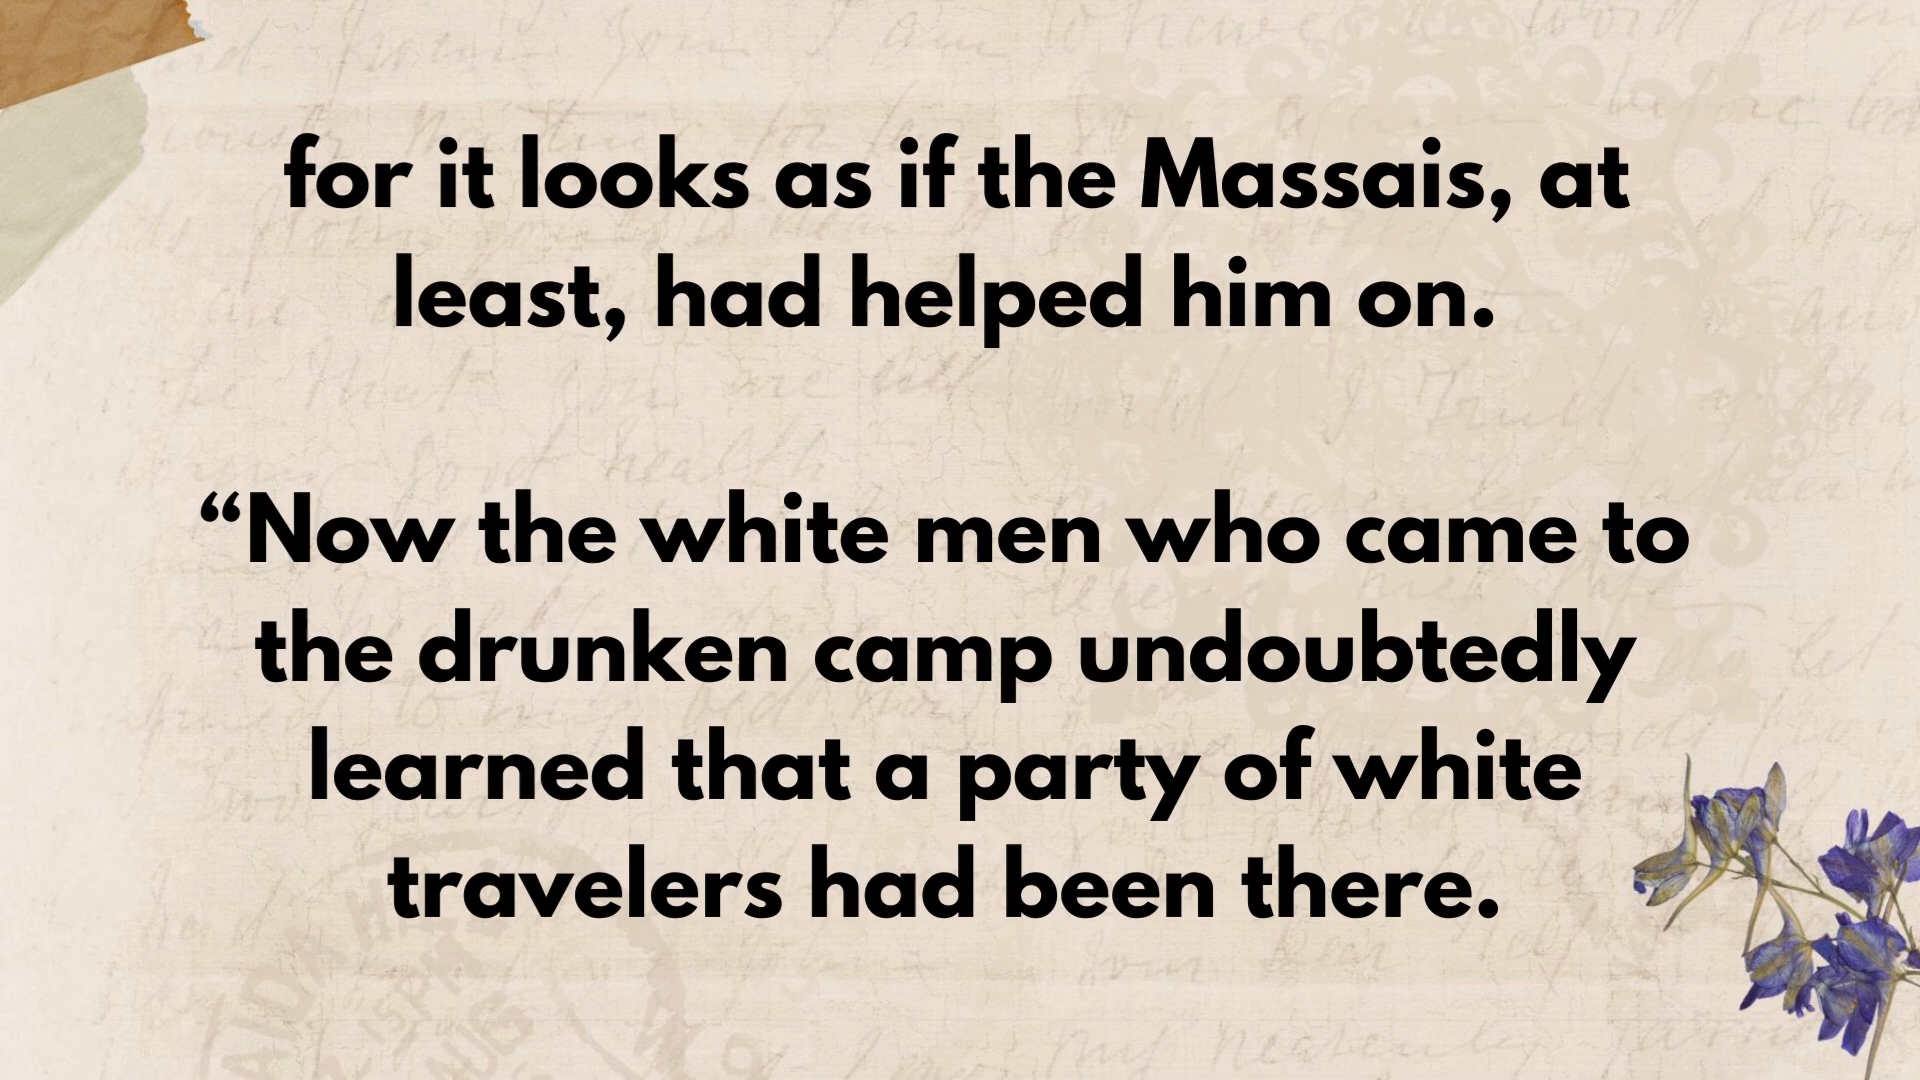 for it looks as if the Massais, at
least, had helped him on.
“Now the white men who came to
the drunken camp undoubtedly
learned that a party of white
travelers had been there.